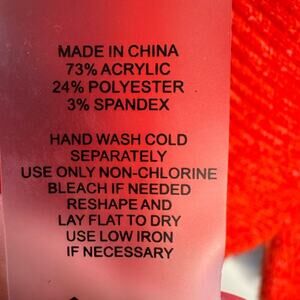 MADE IN CHINA
73% ACRYLIC
24% POLYESTER
3% SPANDEX
HAND WASH COLD
SEPARATELY
USE ONLY NON-CHLORINE
BLEACH IF NEEDED
RESHAPE AND
LAY FLAT TO DRY
USE LOW IRON
IF NECESSARY